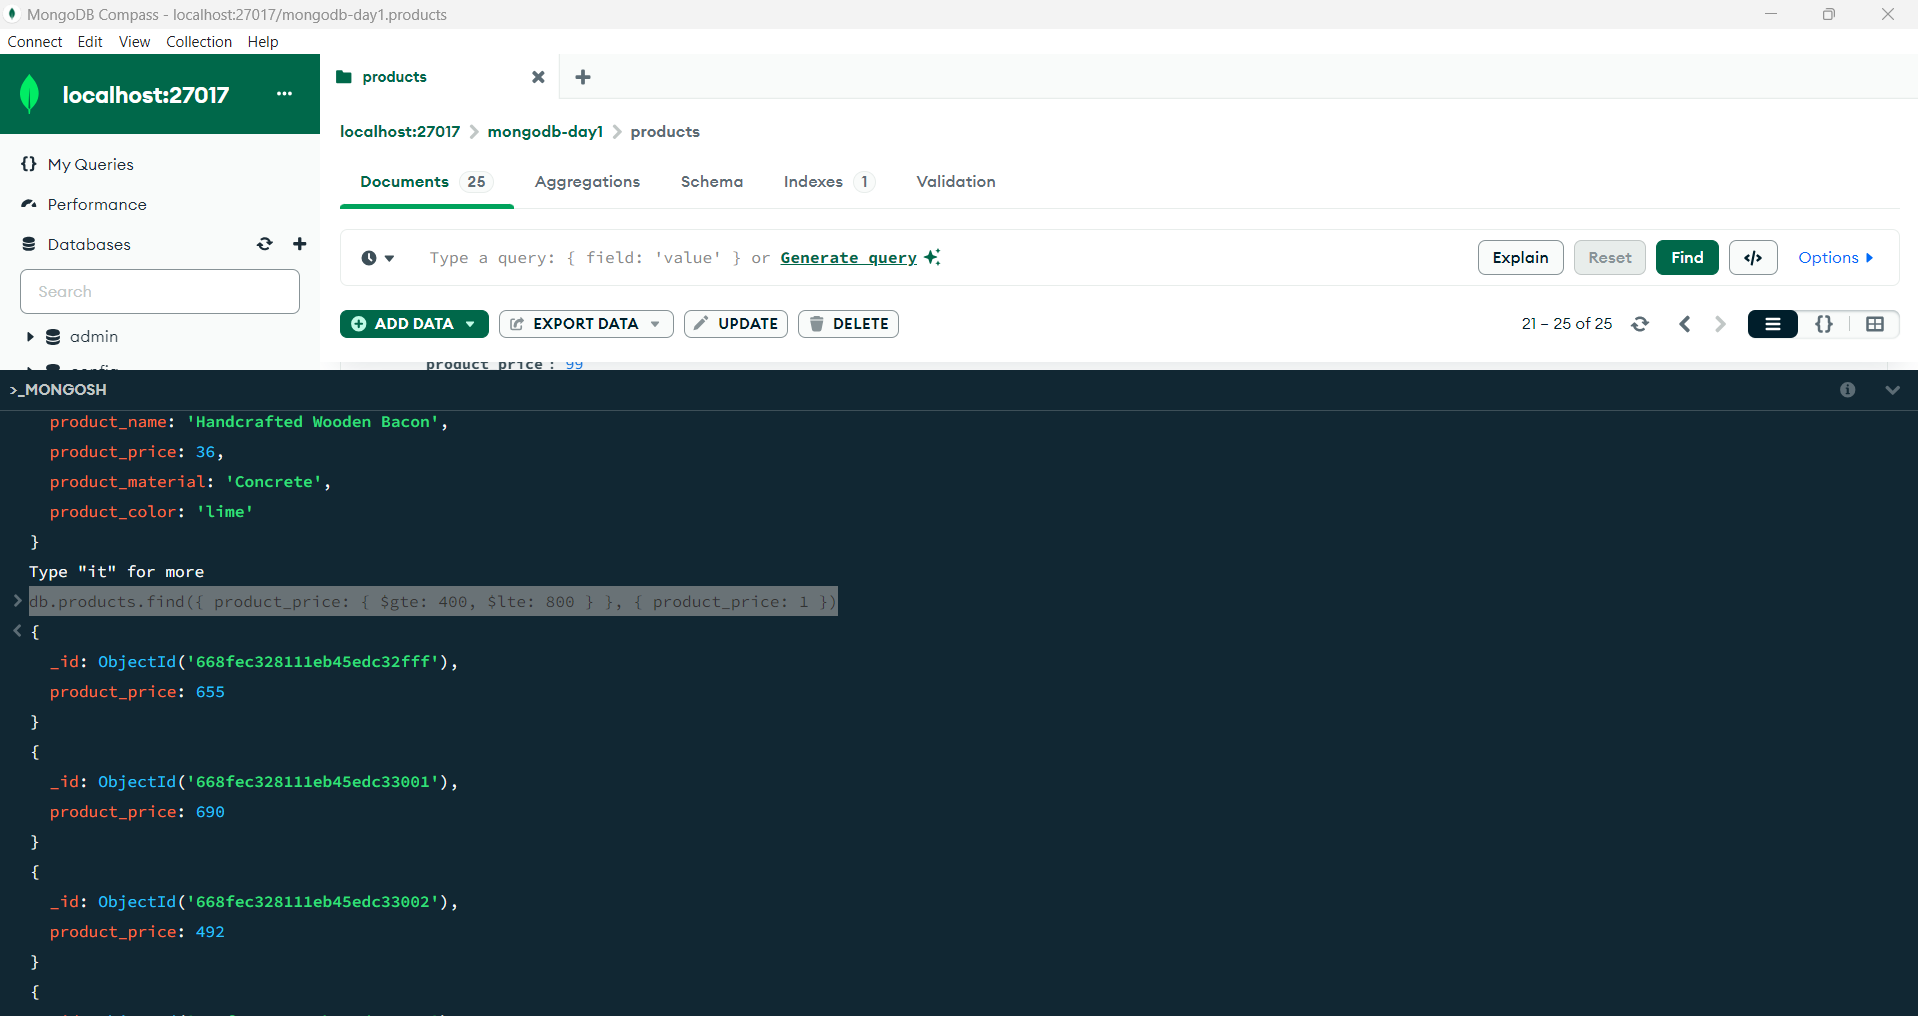 MongoDB Compass - localhost:27017/mongodb-day1.products
Connect Edit View Collection Help
localhost:27017 ···
products
localhost:27017 > mongodb-day1 > products
{} My Queries
Performance
Databases
Search
admin
Documents 25 Aggregations Schema Indexes 1 Validation
Type a query: { field: 'value' } or Generate query
Explain Reset Find </> Options
ADD DATA EXPORT DATA UPDATE DELETE 21 – 25 of 25 {}
product_price : 99
>_MONGOSH
product_name: 'Handcrafted Wooden Bacon',
product_price: 36,
product_material: 'Concrete',
product_color: 'lime'
}
Type "it" for more
> db.products.find({ product_price: { $gte: 400, $lte: 800 } }, { product_price: 1 })
< {
_id: ObjectId('668fec328111eb45edc32fff'),
product_price: 655
}
{
_id: ObjectId('668fec328111eb45edc33001'),
product_price: 690
}
{
_id: ObjectId('668fec328111eb45edc33002'),
product_price: 492
}
{